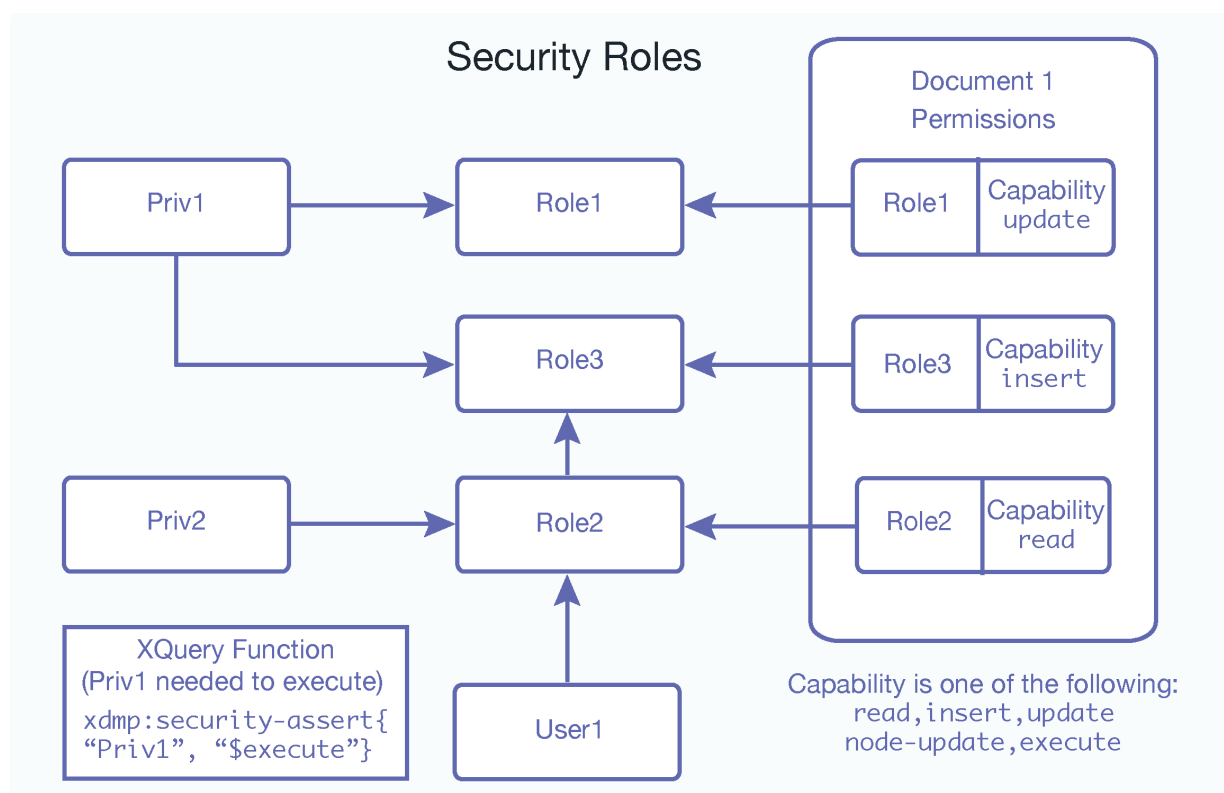 Security Roles
Document 1
Permissions
Priv1
Role1
Role1
Capability
update
Role3
Role3
Capability
insert
Priv2
Role2
Role2
Capability
read
XQuery Function
(Priv1 needed to execute)
xdmp:security-assert{
“Priv1”, “$execute”}
User1
Capability is one of the following:
read,insert,update
node-update,execute